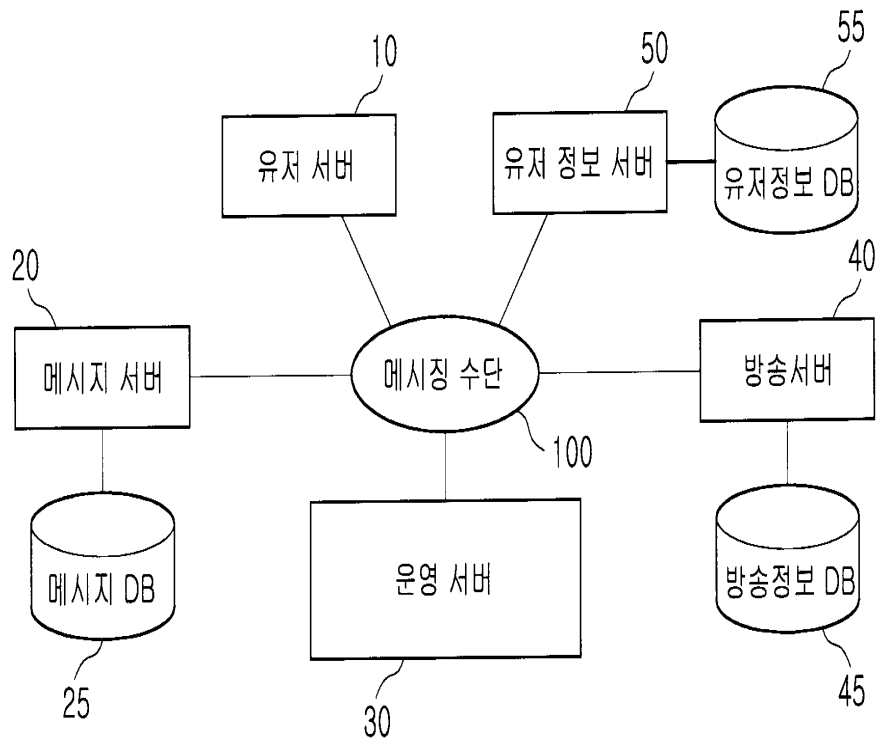 10
유저 서버
50
유저 정보 서버
55
유저정보 DB
20
메시지 서버
메시징 수단
100
40
방송서버
메시지 DB
25
운영 서버
30
방송정보 DB
45